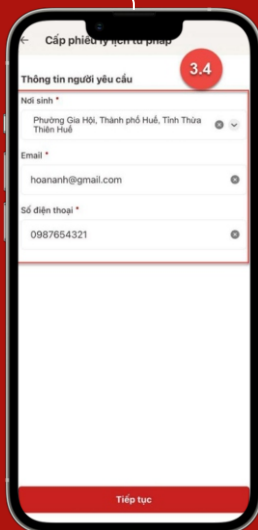 ← Cấp phiếu lý lịch tư pháp
3.4
Thông tin người yêu cầu
Nơi sinh *
Phường Gia Hội, Thành phố Huế, Tỉnh Thừa
Thiên Huế
Email *
hoananh@gmail.com
Số điện thoại *
0987654321
Tiếp tục